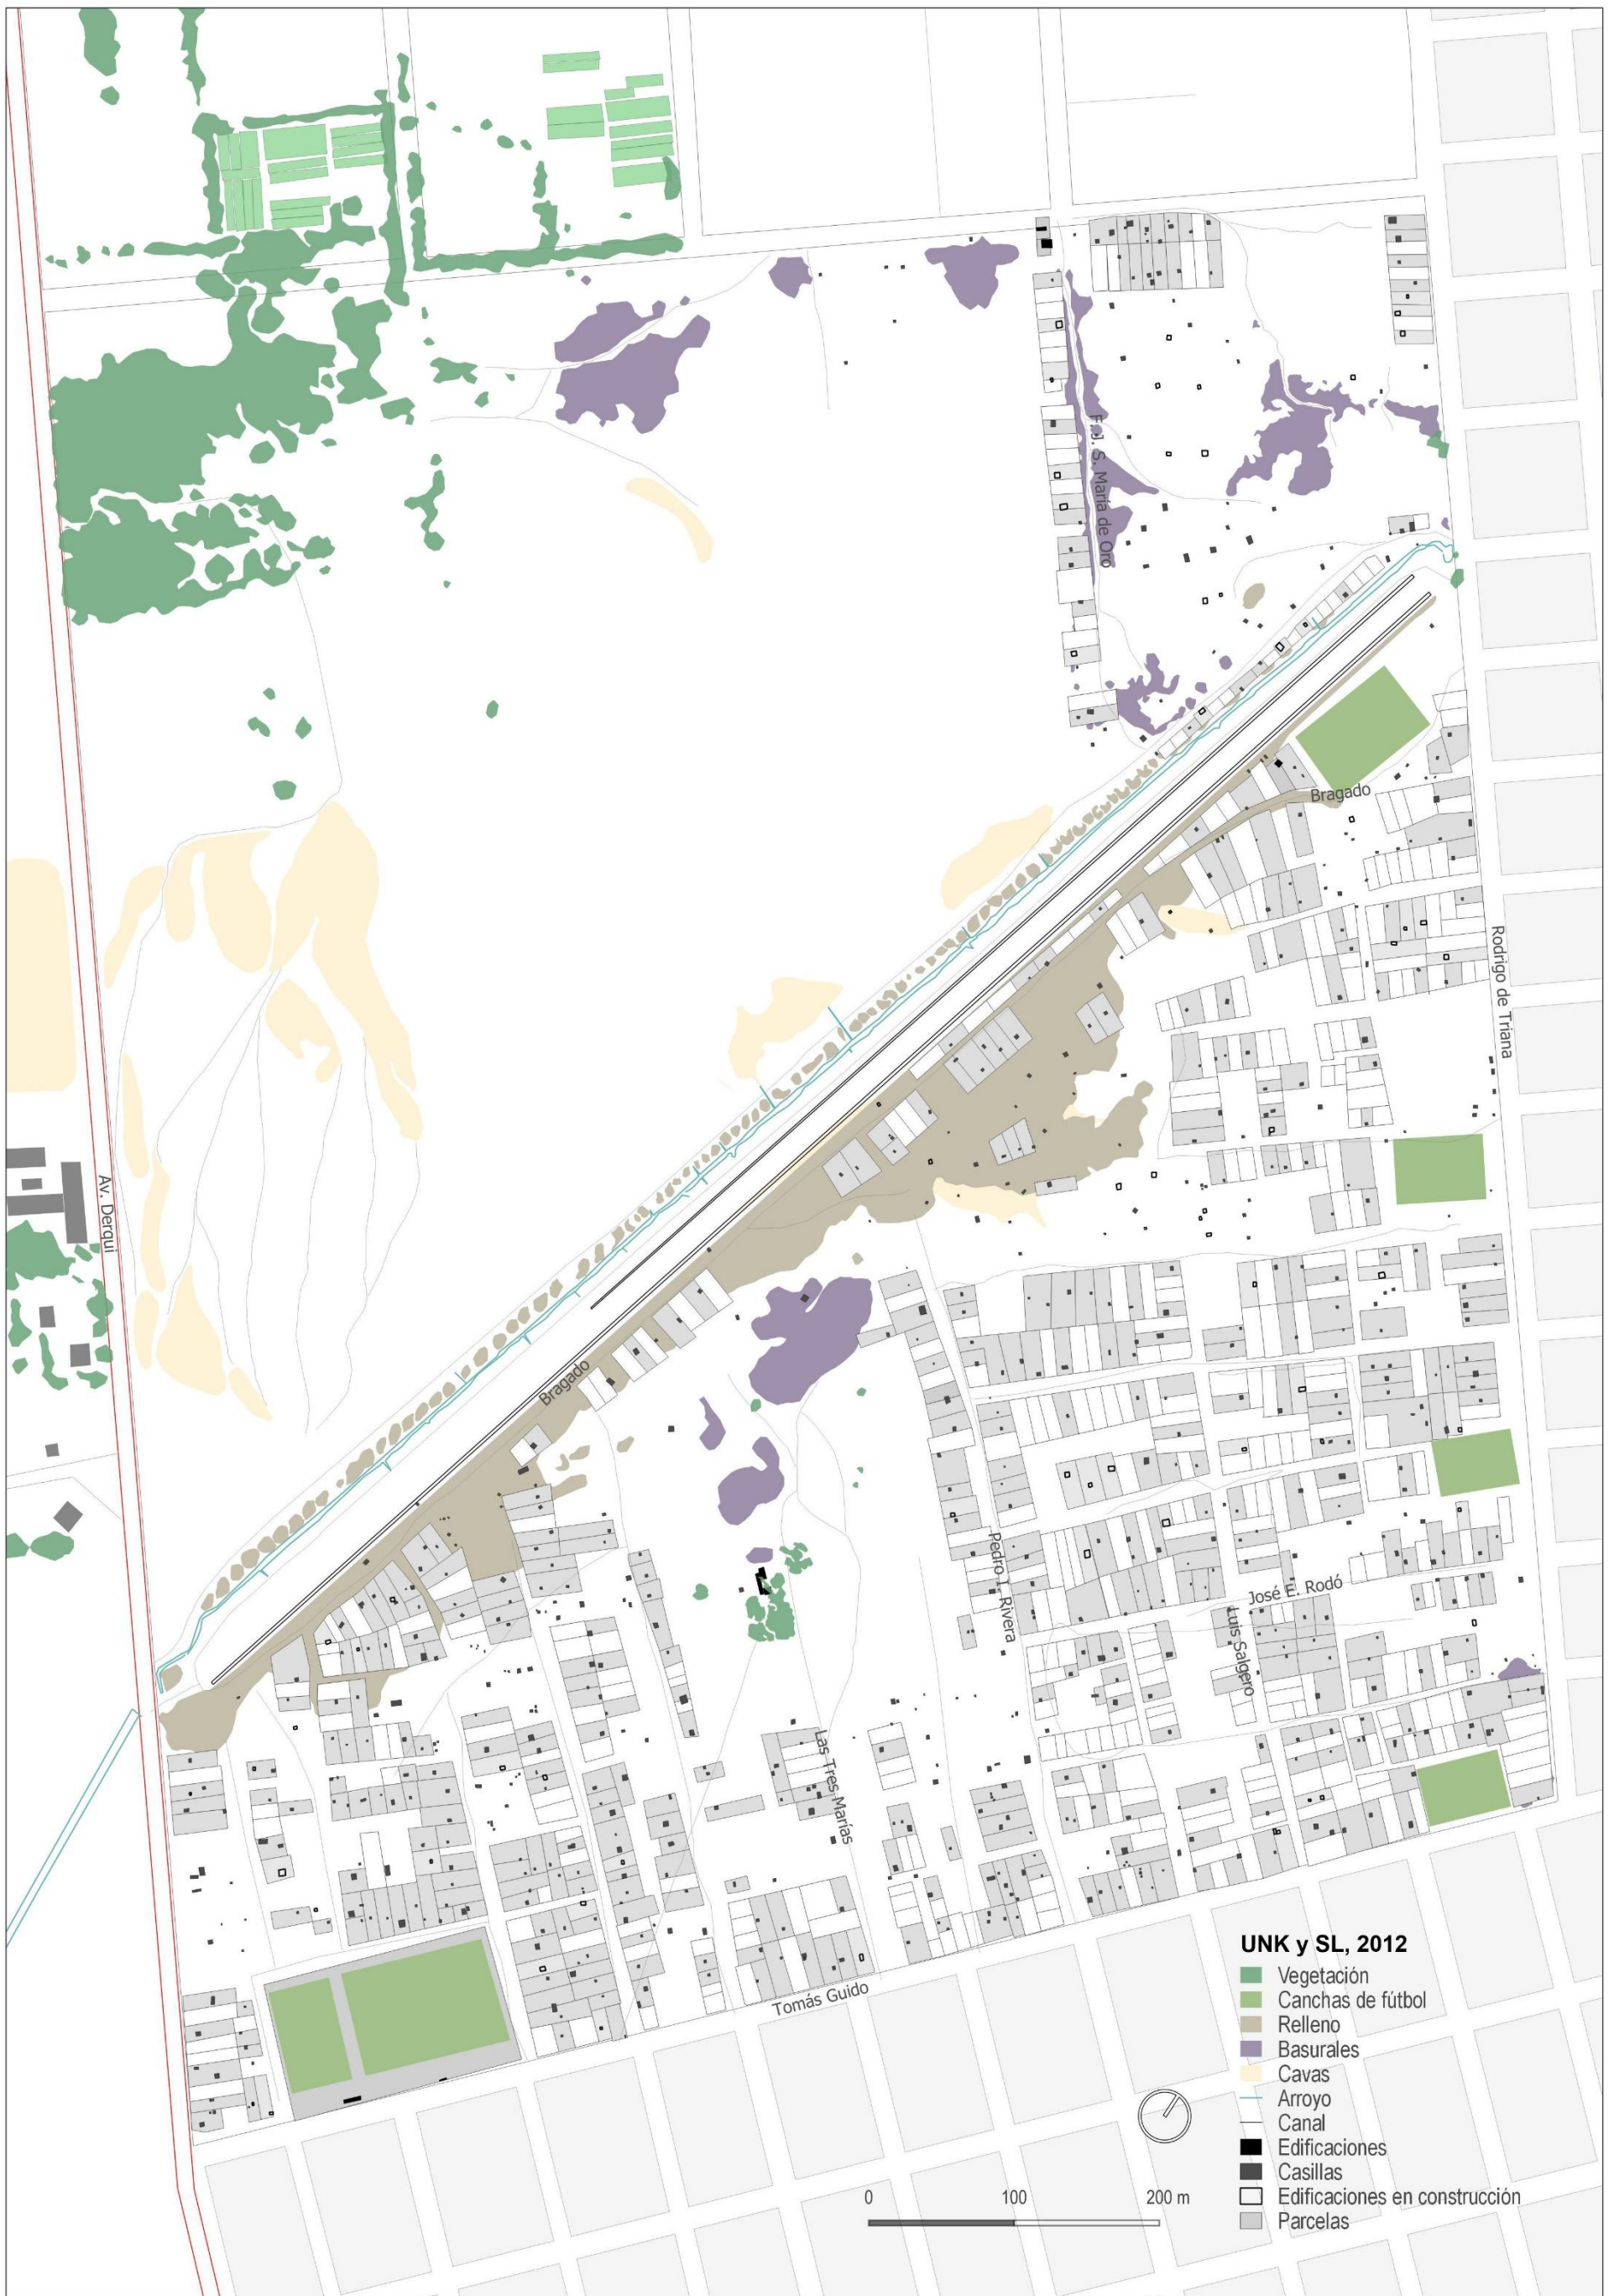 F. J. S. María de Oro
Bragado
Rodrigo de Triana
Av. Derqui
Bragado
Pedro I. Rivera
José E. Rodó
Luis Salgero
Las Tres Marías
Tomás Guido
UNK y SL, 2012
Vegetación
Canchas de fútbol
Relleno
Basurales
Cavas
Arroyo
Canal
Edificaciones
Casillas
Edificaciones en construcción
Parcelas
0 100 200 m